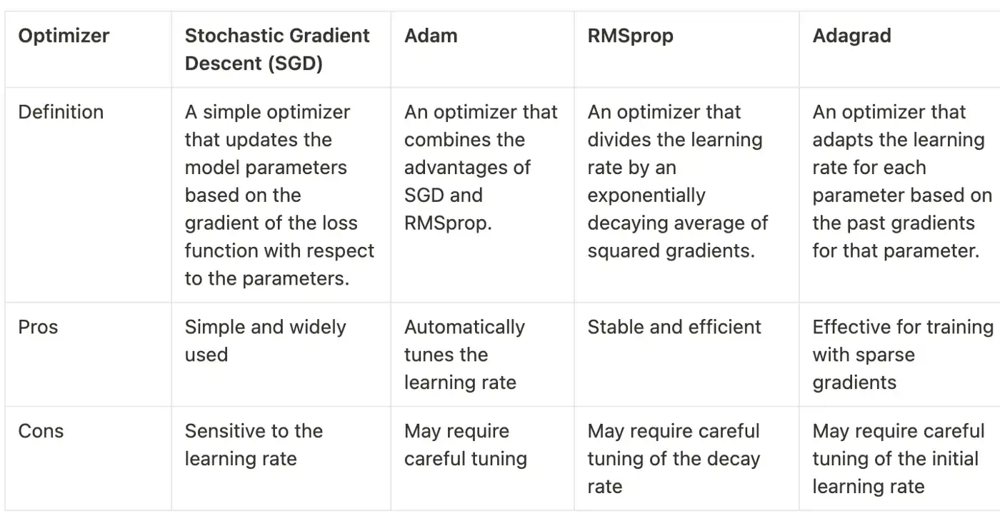 Optimizer
Stochastic Gradient
Descent (SGD)
Adam
RMSprop
Adagrad
Definition
A simple optimizer
that updates the
model parameters
based on the
gradient of the loss
function with respect
to the parameters.
An optimizer that
combines the
advantages of
SGD and
RMSprop.
An optimizer that
divides the learning
rate by an
exponentially
decaying average of
squared gradients.
An optimizer that
adapts the learning
rate for each
parameter based on
the past gradients
for that parameter.
Pros
Simple and widely
used
Automatically
tunes the
learning rate
Stable and efficient
Effective for training
with sparse
gradients
Cons
Sensitive to the
learning rate
May require
careful tuning
May require careful
tuning of the decay
rate
May require careful
tuning of the initial
learning rate